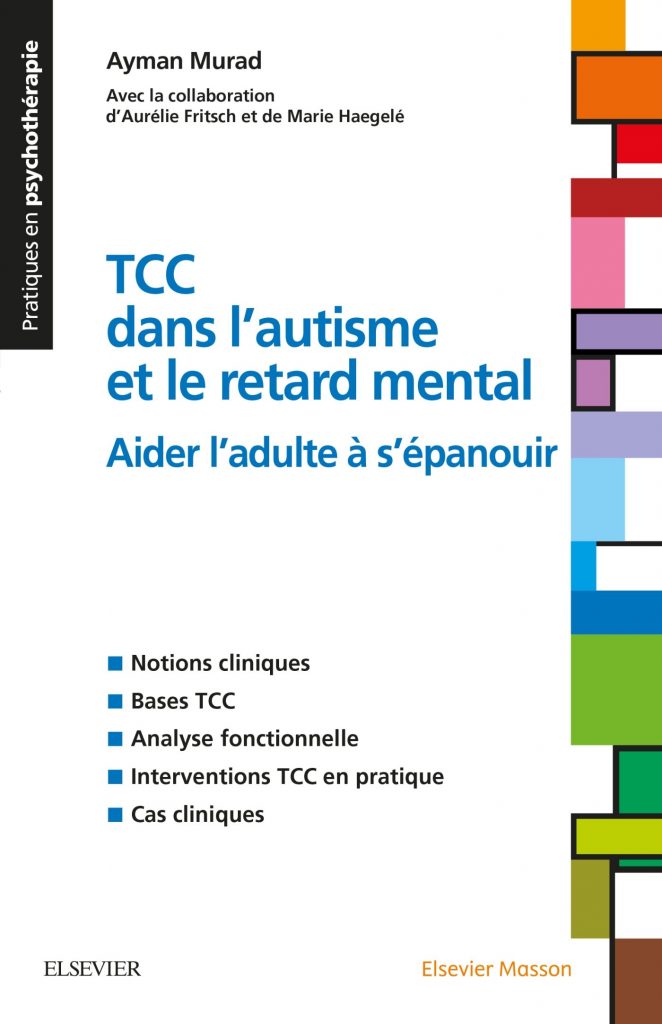 Pratiques en psychothérapie
Ayman Murad
Avec la collaboration
d'Aurélie Fritsch et de Marie Haegelé
TCC
dans l'autisme
et le retard mental
Aider l'adulte à s'épanouir
■ Notions cliniques
■ Bases TCC
■ Analyse fonctionnelle
■ Interventions TCC en pratique
■ Cas cliniques
ELSEVIER
Elsevier Masson